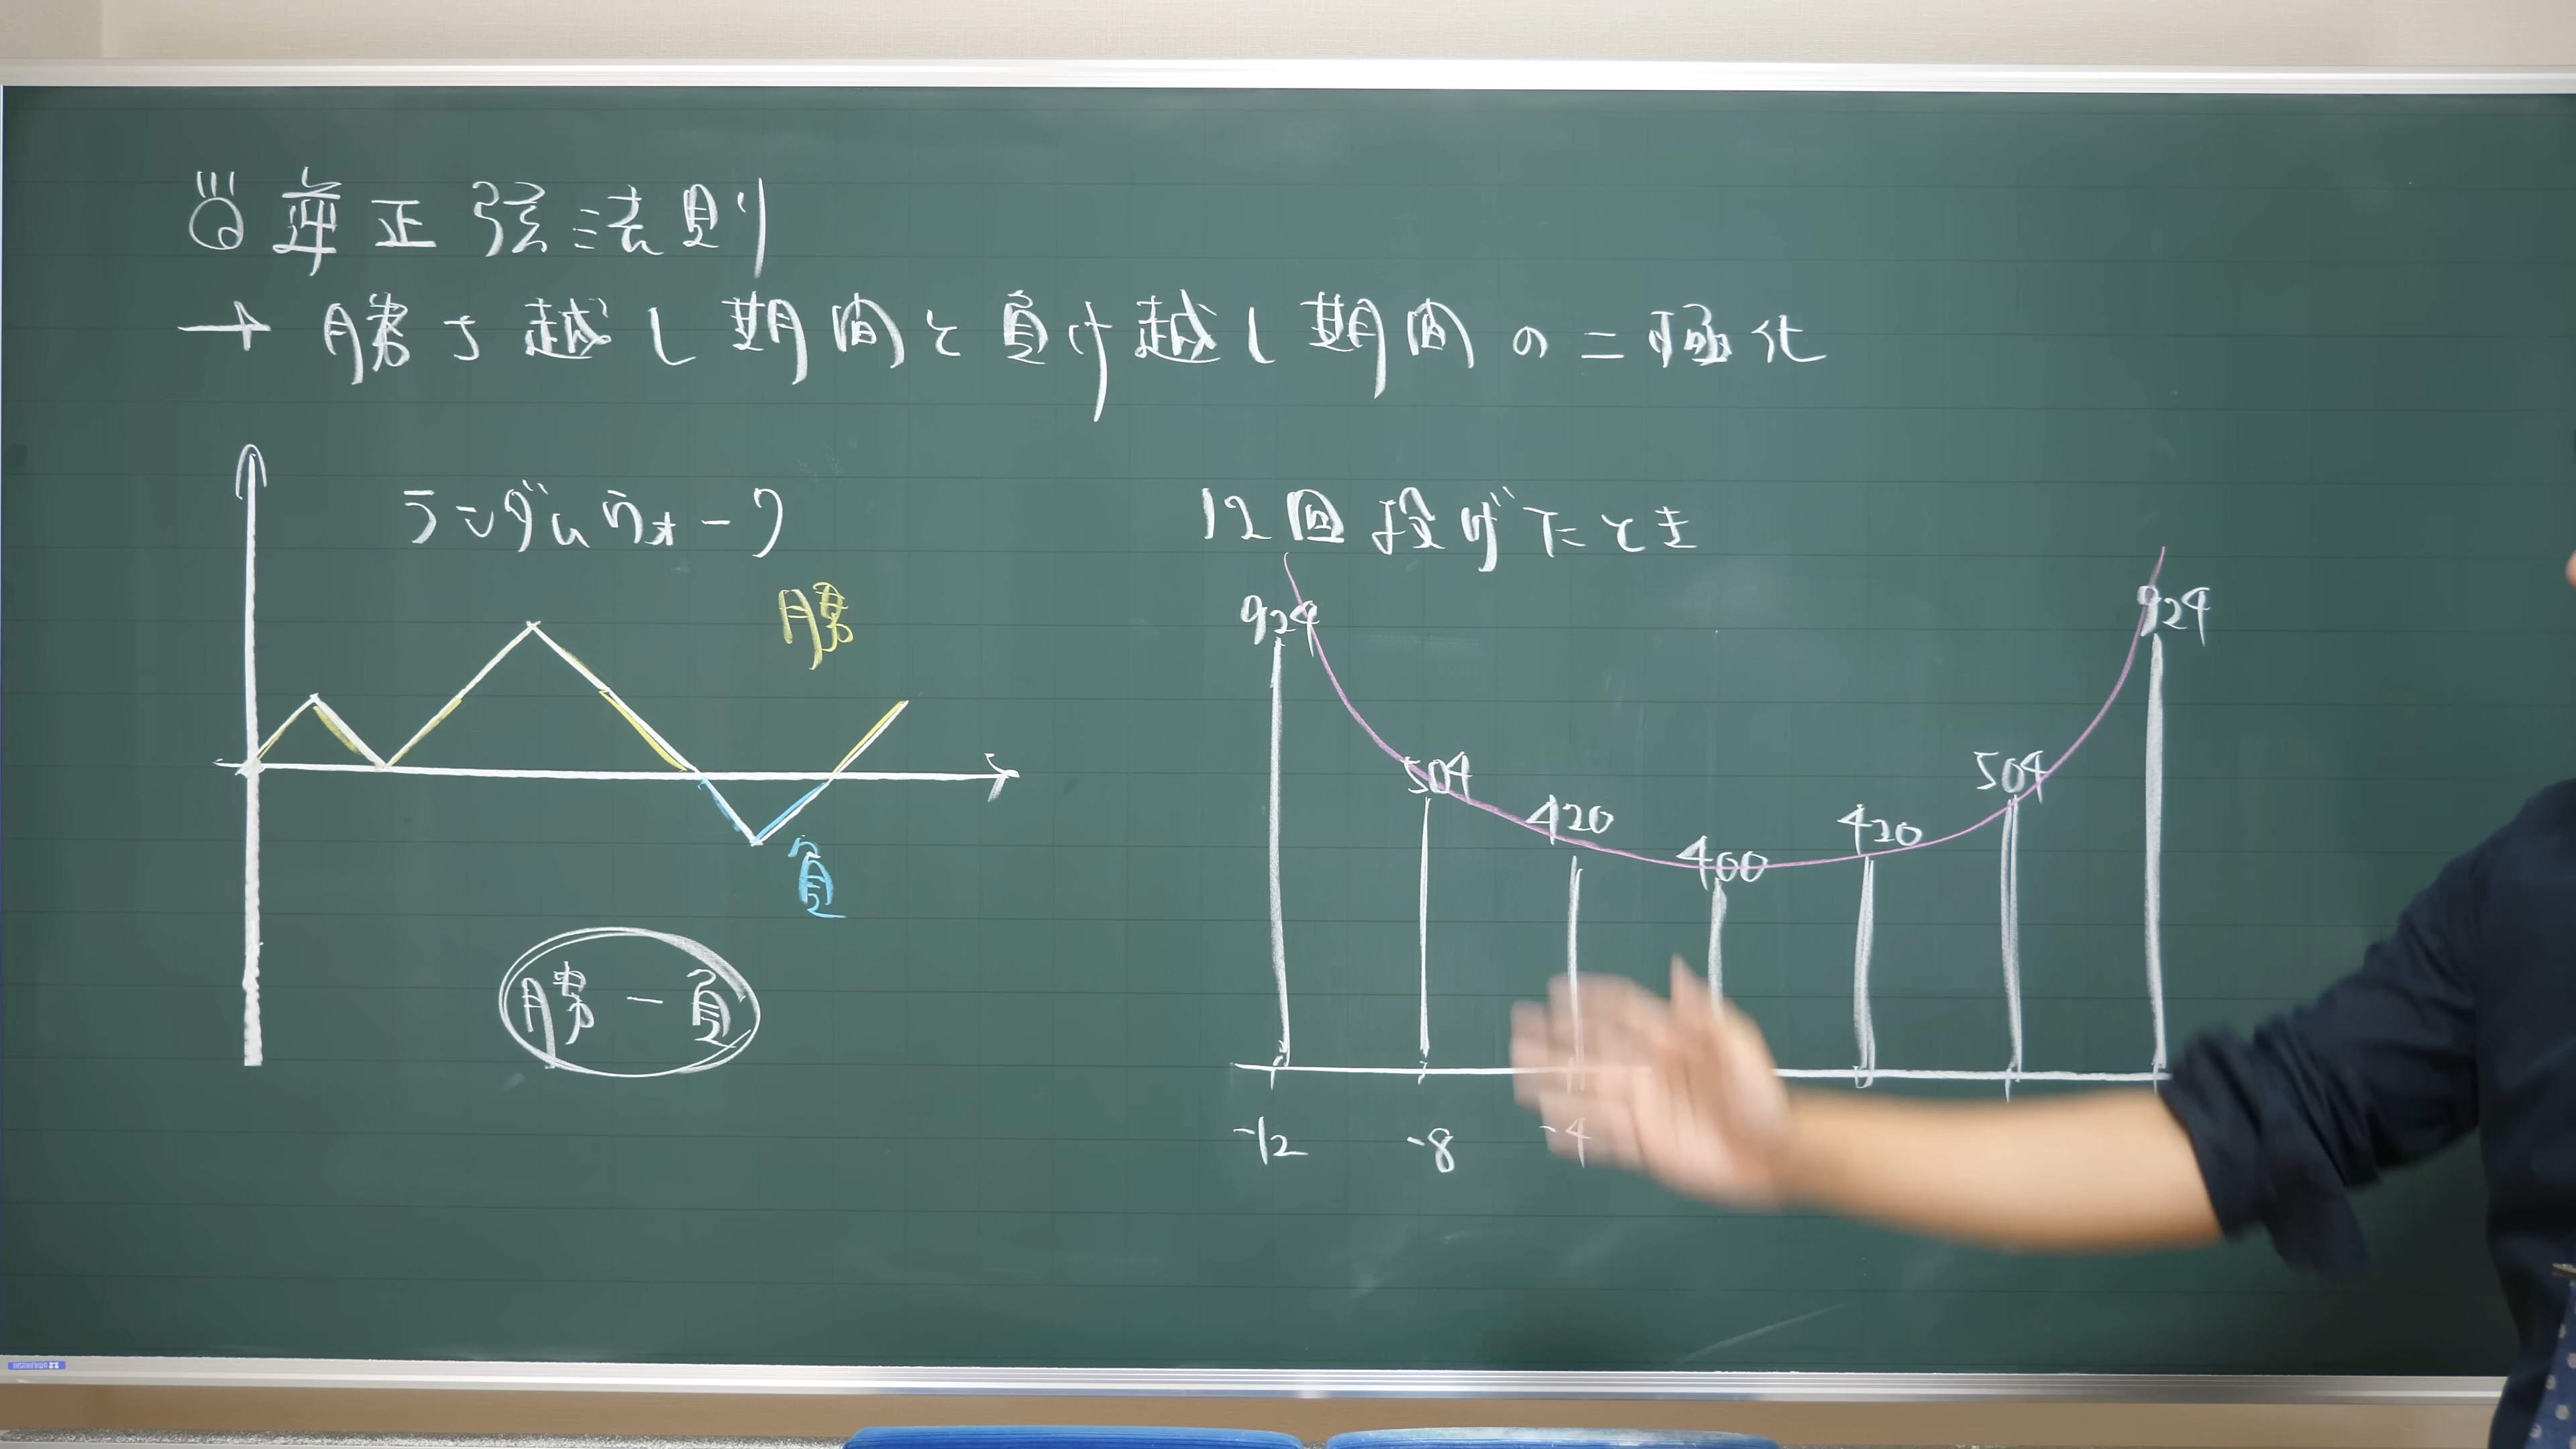 逆正弦法則
→ 勝ち越し期間と負け越し期間の二極化
ランダムウォーク
勝
負
勝-負
12回投げたとき
924 504 420 400 420 504 924
-12 -8 -4